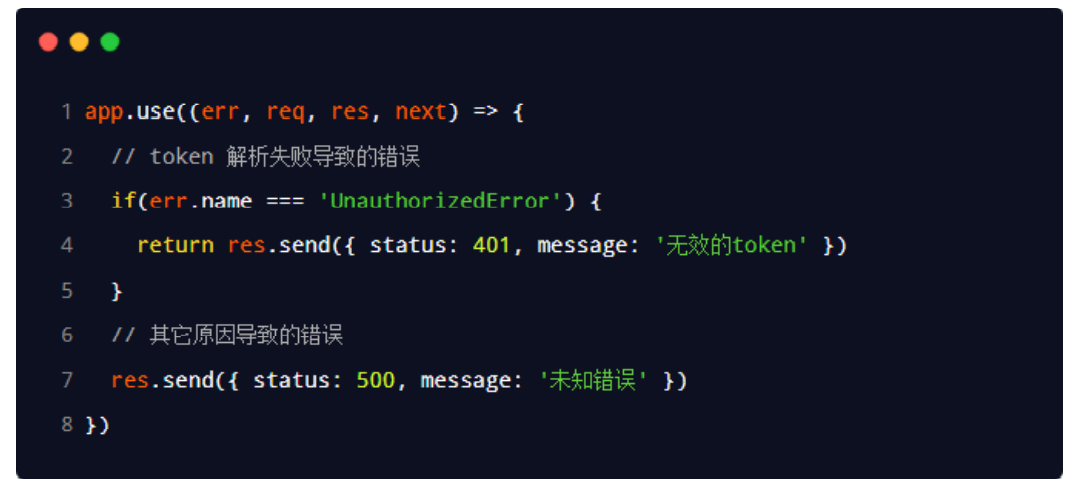 1 app.use((err, req, res, next) => {
2   // token 解析失败导致的错误
3   if(err.name === 'UnauthorizedError') {
4     return res.send({ status: 401, message: '无效的token' })
5   }
6   // 其它原因导致的错误
7   res.send({ status: 500, message: '未知错误' })
8 })